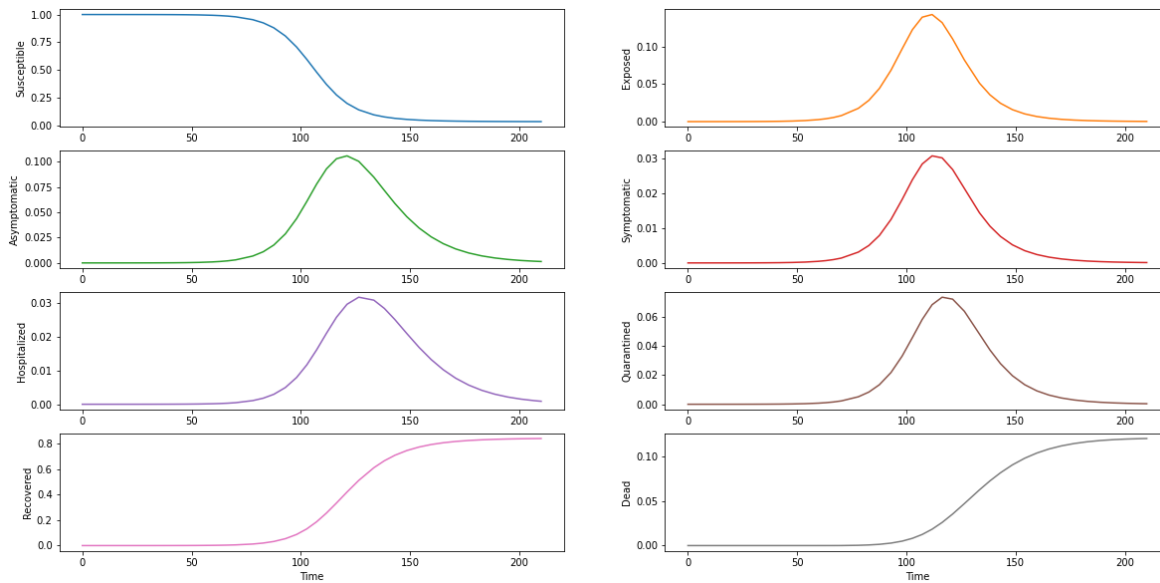 Susceptible
1.00
0.75
0.50
0.25
0.00
0 50 100 150 200
Exposed
0.10
0.05
0.00
0 50 100 150 200
Asymptomatic
0.100
0.075
0.050
0.025
0.000
0 50 100 150 200
Symptomatic
0.03
0.02
0.01
0.00
0 50 100 150 200
Hospitalized
0.03
0.02
0.01
0.00
0 50 100 150 200
Quarantined
0.06
0.04
0.02
0.00
0 50 100 150 200
Recovered
0.8
0.6
0.4
0.2
0.0
0 50 100 150 200
Time
Dead
0.10
0.05
0.00
0 50 100 150 200
Time